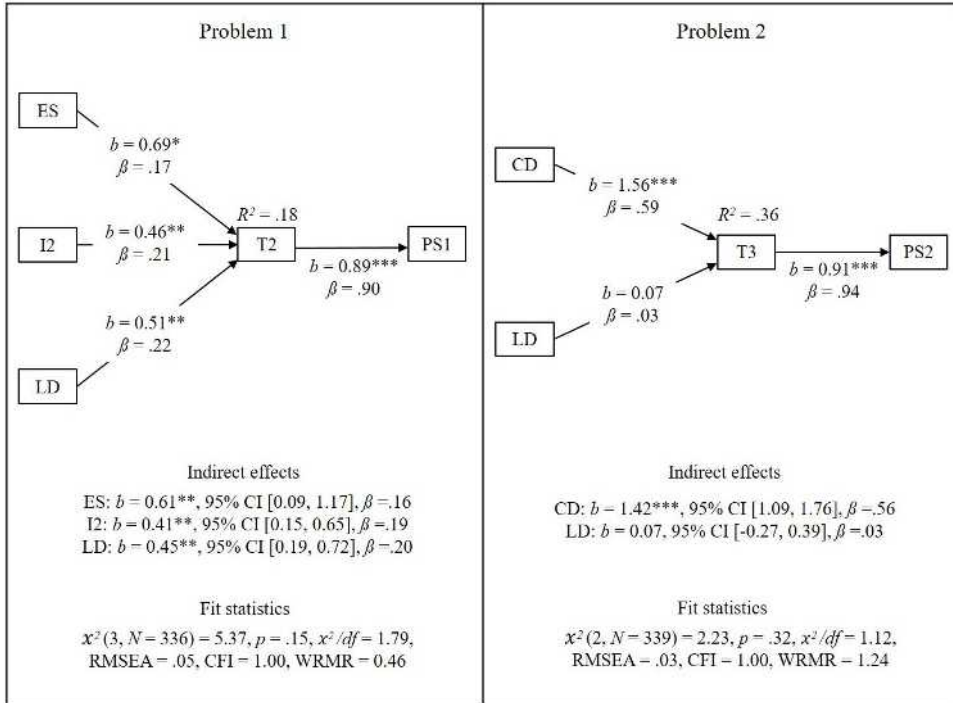 Problem 1
ES
b = 0.69*
β = .17
I2
b = 0.46**
β = .21
R² = .18
T2
b = 0.89***
β = .90
PS1
b = 0.51**
β = .22
LD
Indirect effects
ES: b = 0.61**, 95% CI [0.09, 1.17], β =.16
I2: b = 0.41**, 95% CI [0.15, 0.65], β =.19
LD: b = 0.45**, 95% CI [0.19, 0.72], β =.20
Fit statistics
x² (3, N = 336) = 5.37, p = .15, x²/df = 1.79,
RMSEA = .05, CFI = 1.00, WRMR = 0.46
Problem 2
CD
b = 1.56***
β = .59
R² = .36
T3
b = 0.91***
β = .94
PS2
b – 0.07
β = .03
LD
Indirect effects
CD: b = 1.42***, 95% CI [1.09, 1.76], β =.56
LD: b = 0.07, 95% CI [-0.27, 0.39], β =.03
Fit statistics
x² (2, N = 339) = 2.23, p = .32, x²/df = 1.12,
RMSEA = .03, CFI = 1.00, WRMR = 1.24